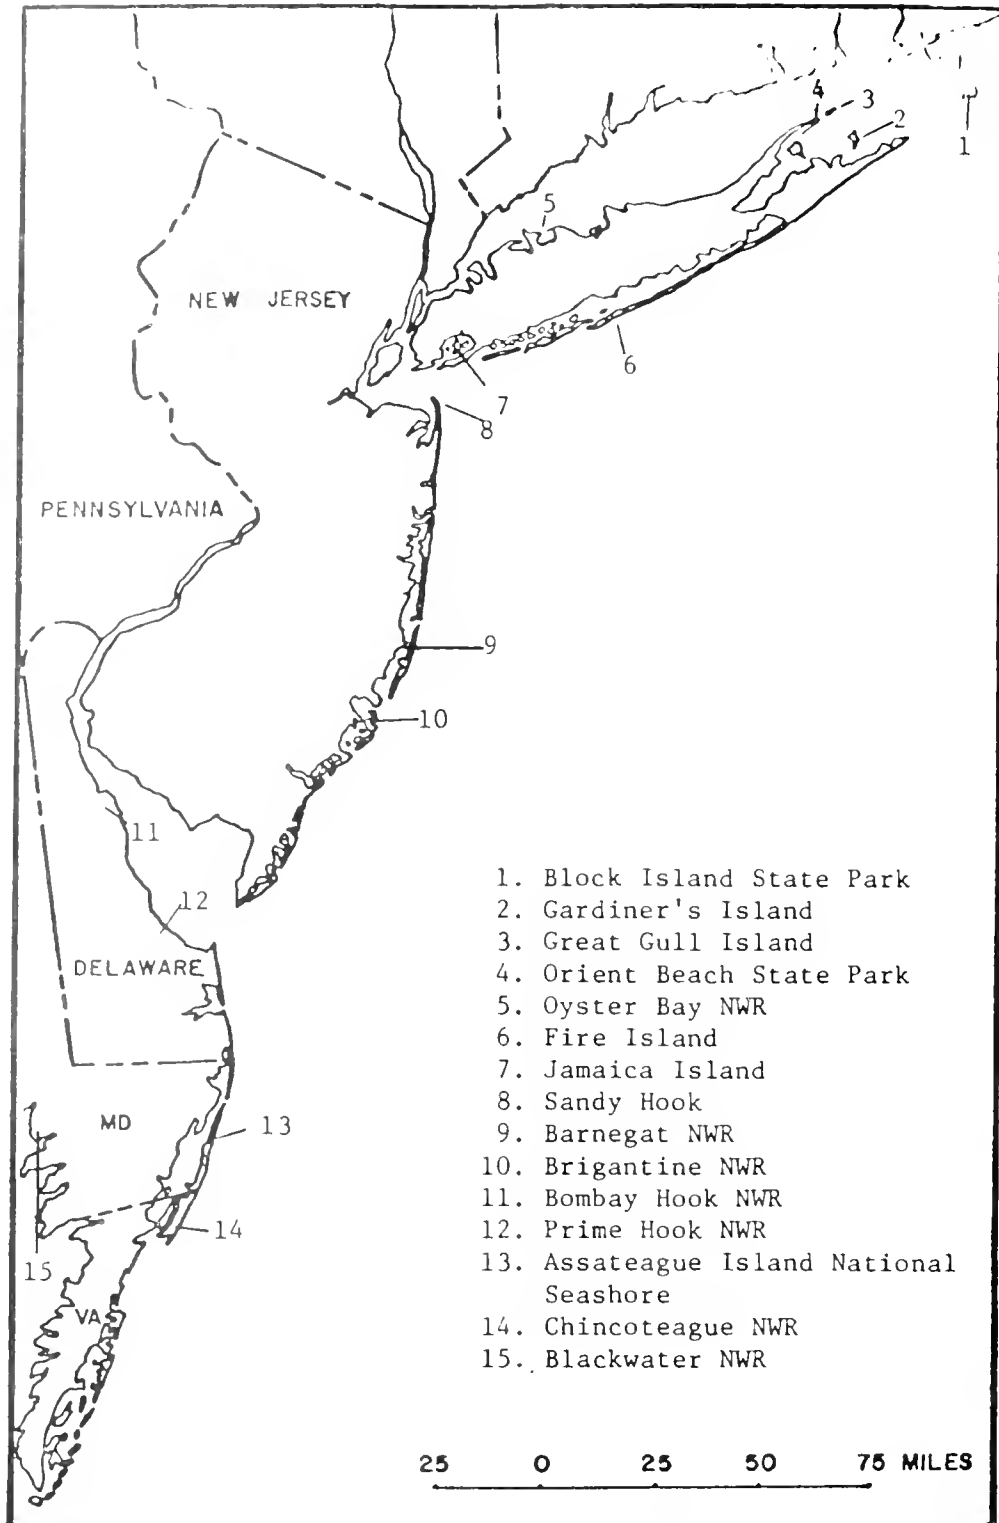 4
3
2
1
5
NEW JERSEY
6
7
8
PENNSYLVANIA
9
10
11
12
DELAWARE
MD
13
14
15
VA
1. Block Island State Park
2. Gardiner's Island
3. Great Gull Island
4. Orient Beach State Park
5. Oyster Bay NWR
6. Fire Island
7. Jamaica Island
8. Sandy Hook
9. Barnegat NWR
10. Brigantine NWR
11. Bombay Hook NWR
12. Prime Hook NWR
13. Assateague Island National
Seashore
14. Chincoteague NWR
15. Blackwater NWR
25 0 25 50 75 MILES